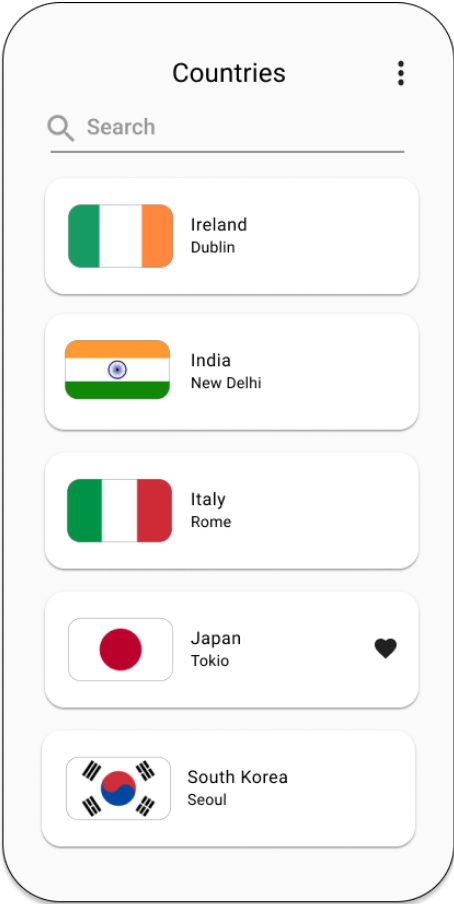 Countries
Search
Ireland
Dublin
India
New Delhi
Italy
Rome
Japan
Tokio
South Korea
Seoul